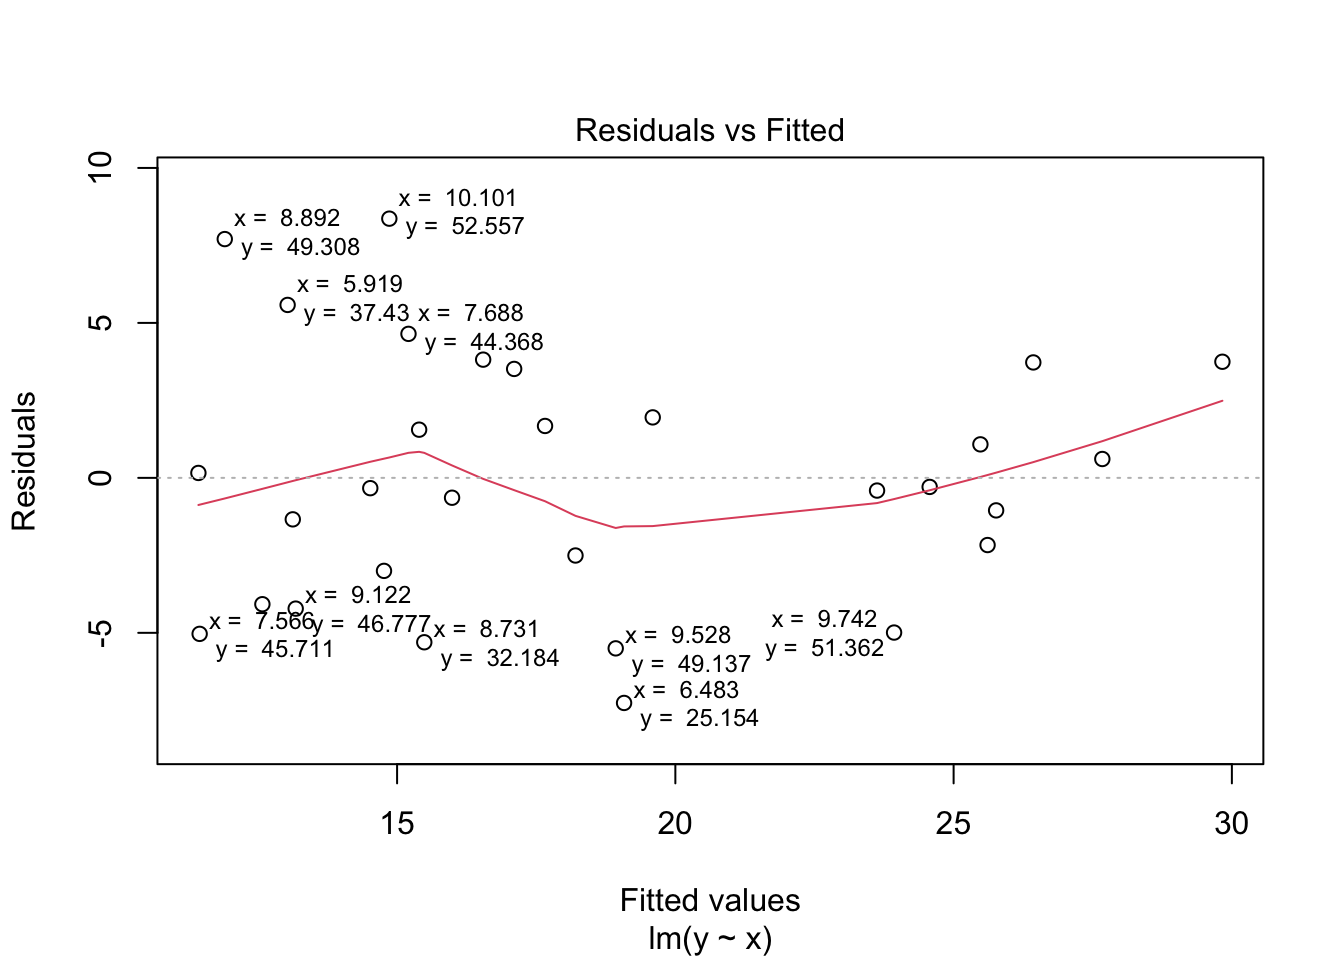 Residuals vs Fitted
Residuals
10
5
0
-5
x = 10.101
y = 52.557
x = 8.892
y = 49.308
x = 5.919
y = 37.43
x = 7.688
y = 44.368
x = 9.122
y = 46.777
x = 7.566
y = 45.711
x = 8.731
y = 32.184
x = 9.528
y = 49.137
x = 9.742
y = 51.362
x = 6.483
y = 25.154
15 20 25 30
Fitted values
lm(y ~ x)